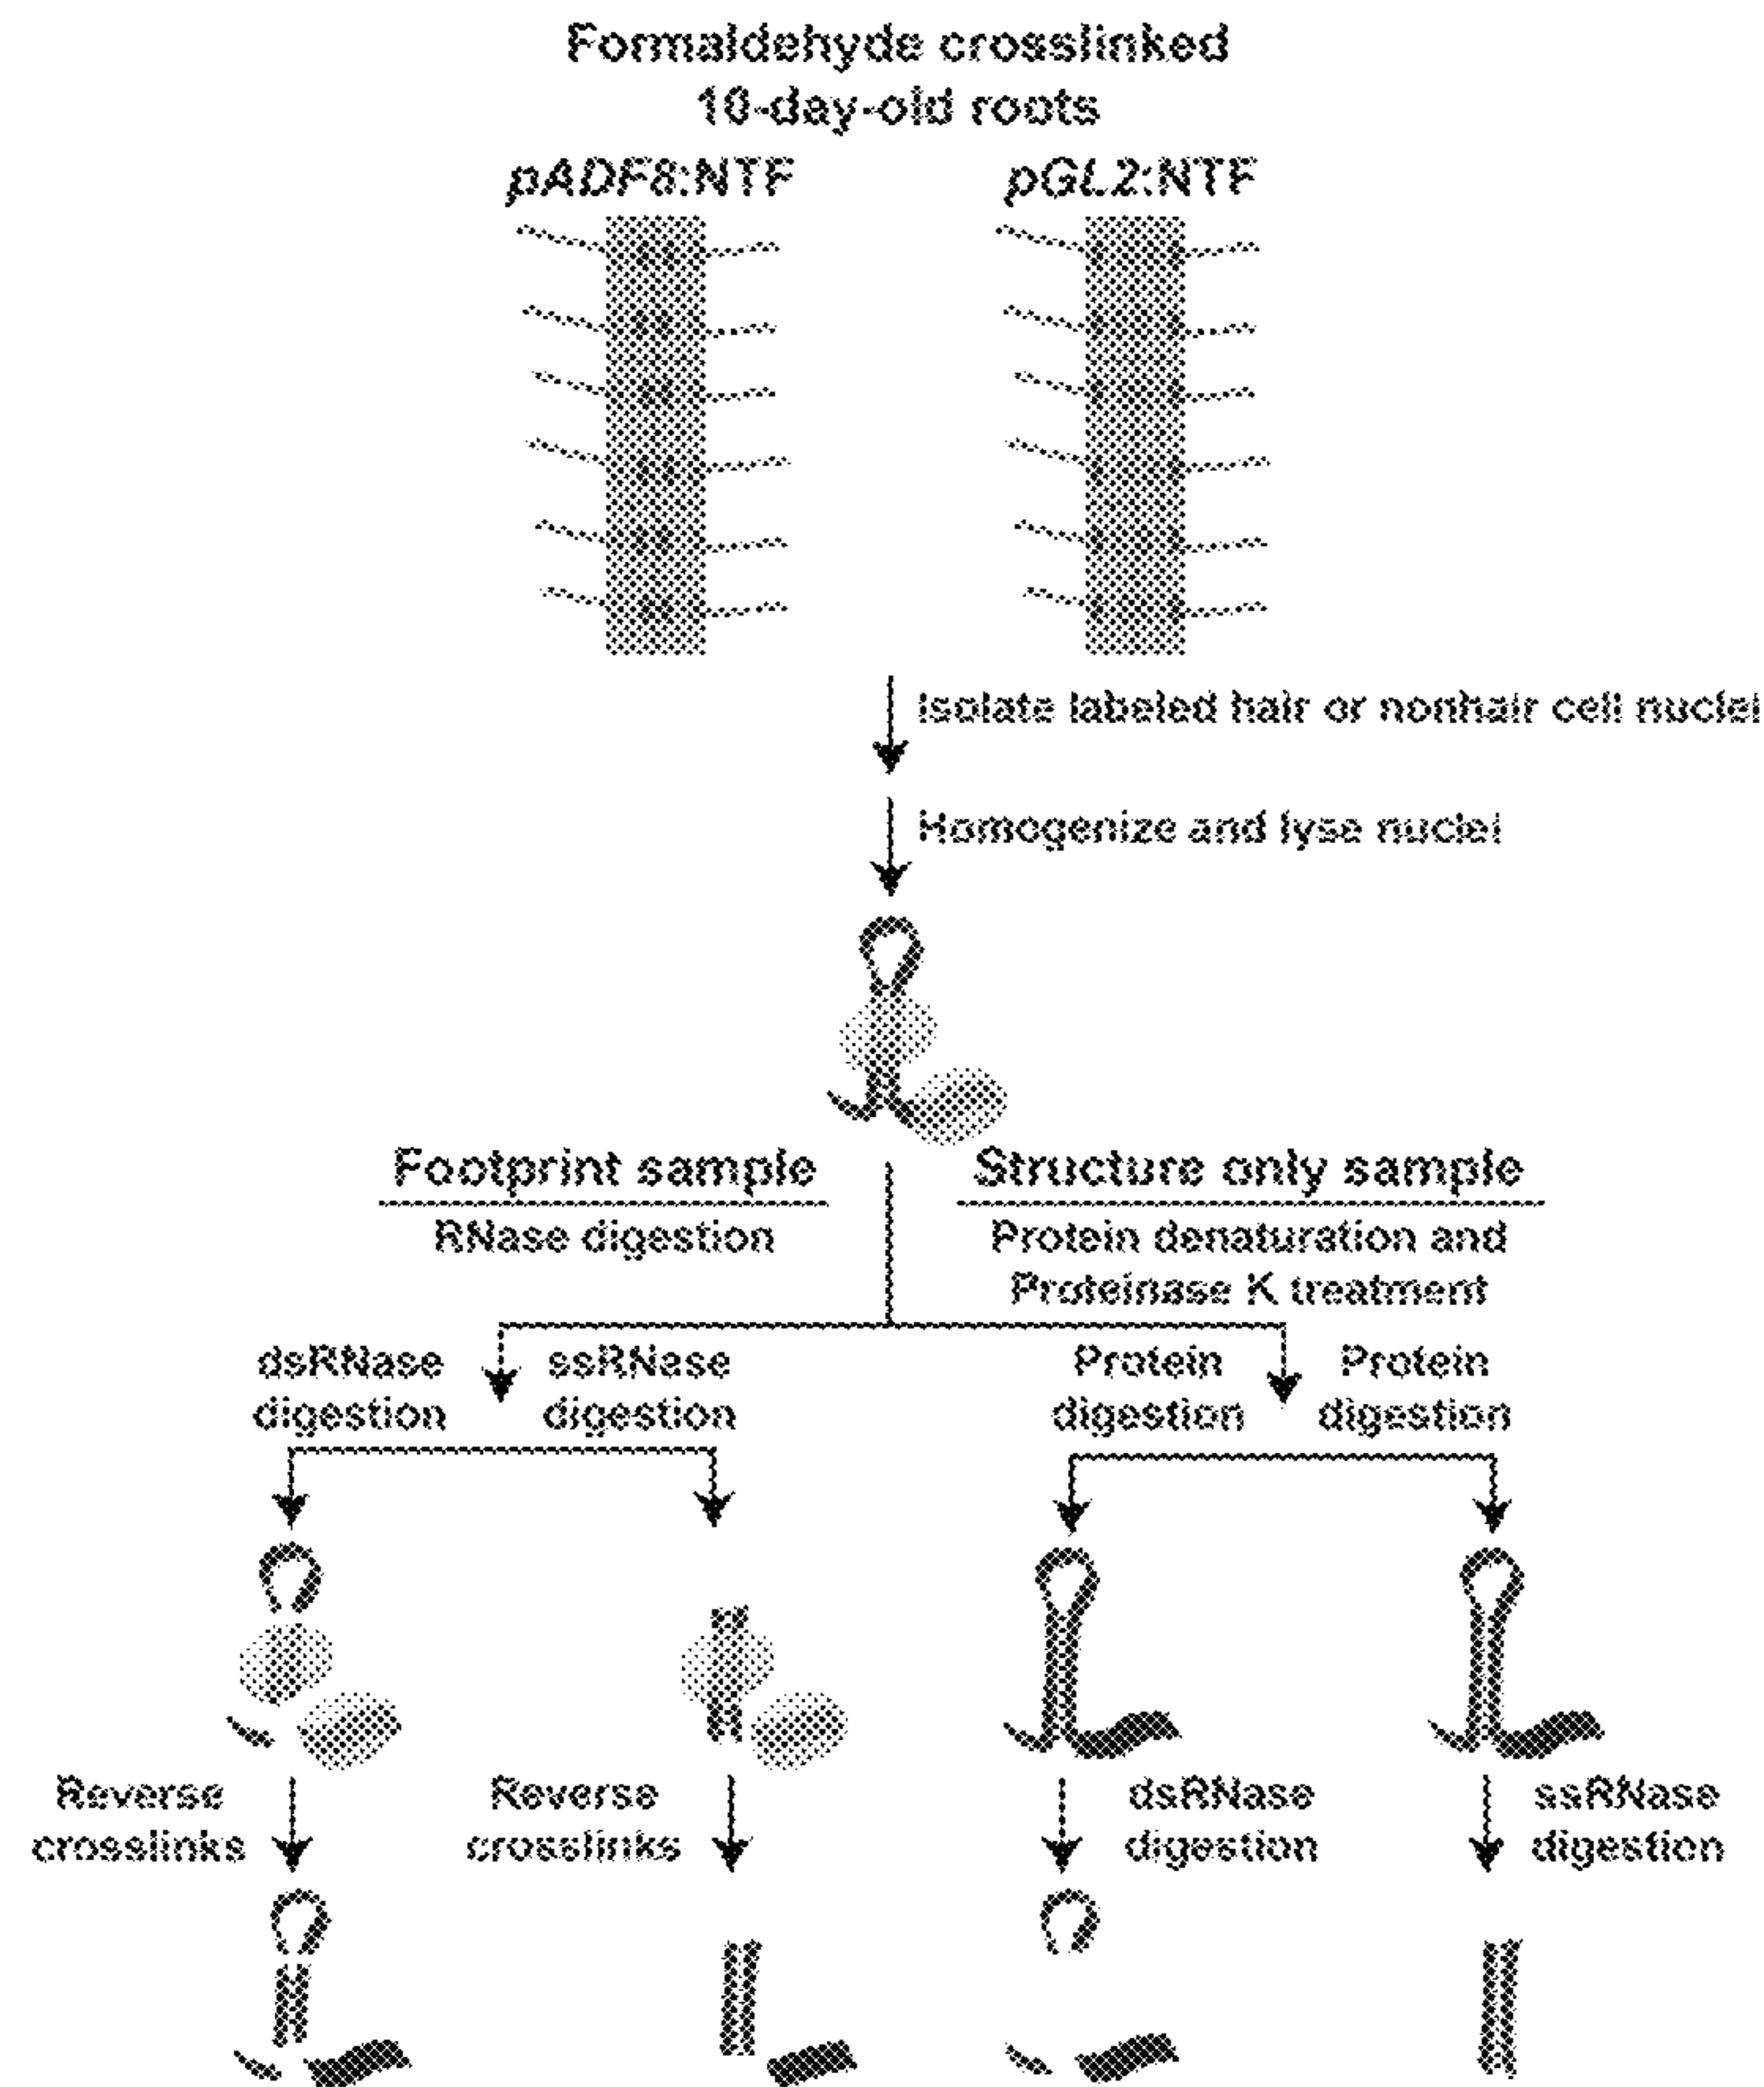 Formaldehyde crosslinked
10-day-old roots
pADF8:NTF
pGL2:NTF
Isolate labeled hair or nonhair cell nuclei
Homogenize and lyse nuclei
Footprint sample
RNase digestion
Structure only sample
Protein denaturation and
Proteinase K treatment
dsRNase
digestion
ssRNase
digestion
Protein
digestion
Protein
digestion
Reverse
crosslinks
Reverse
crosslinks
dsRNase
digestion
ssRNase
digestion